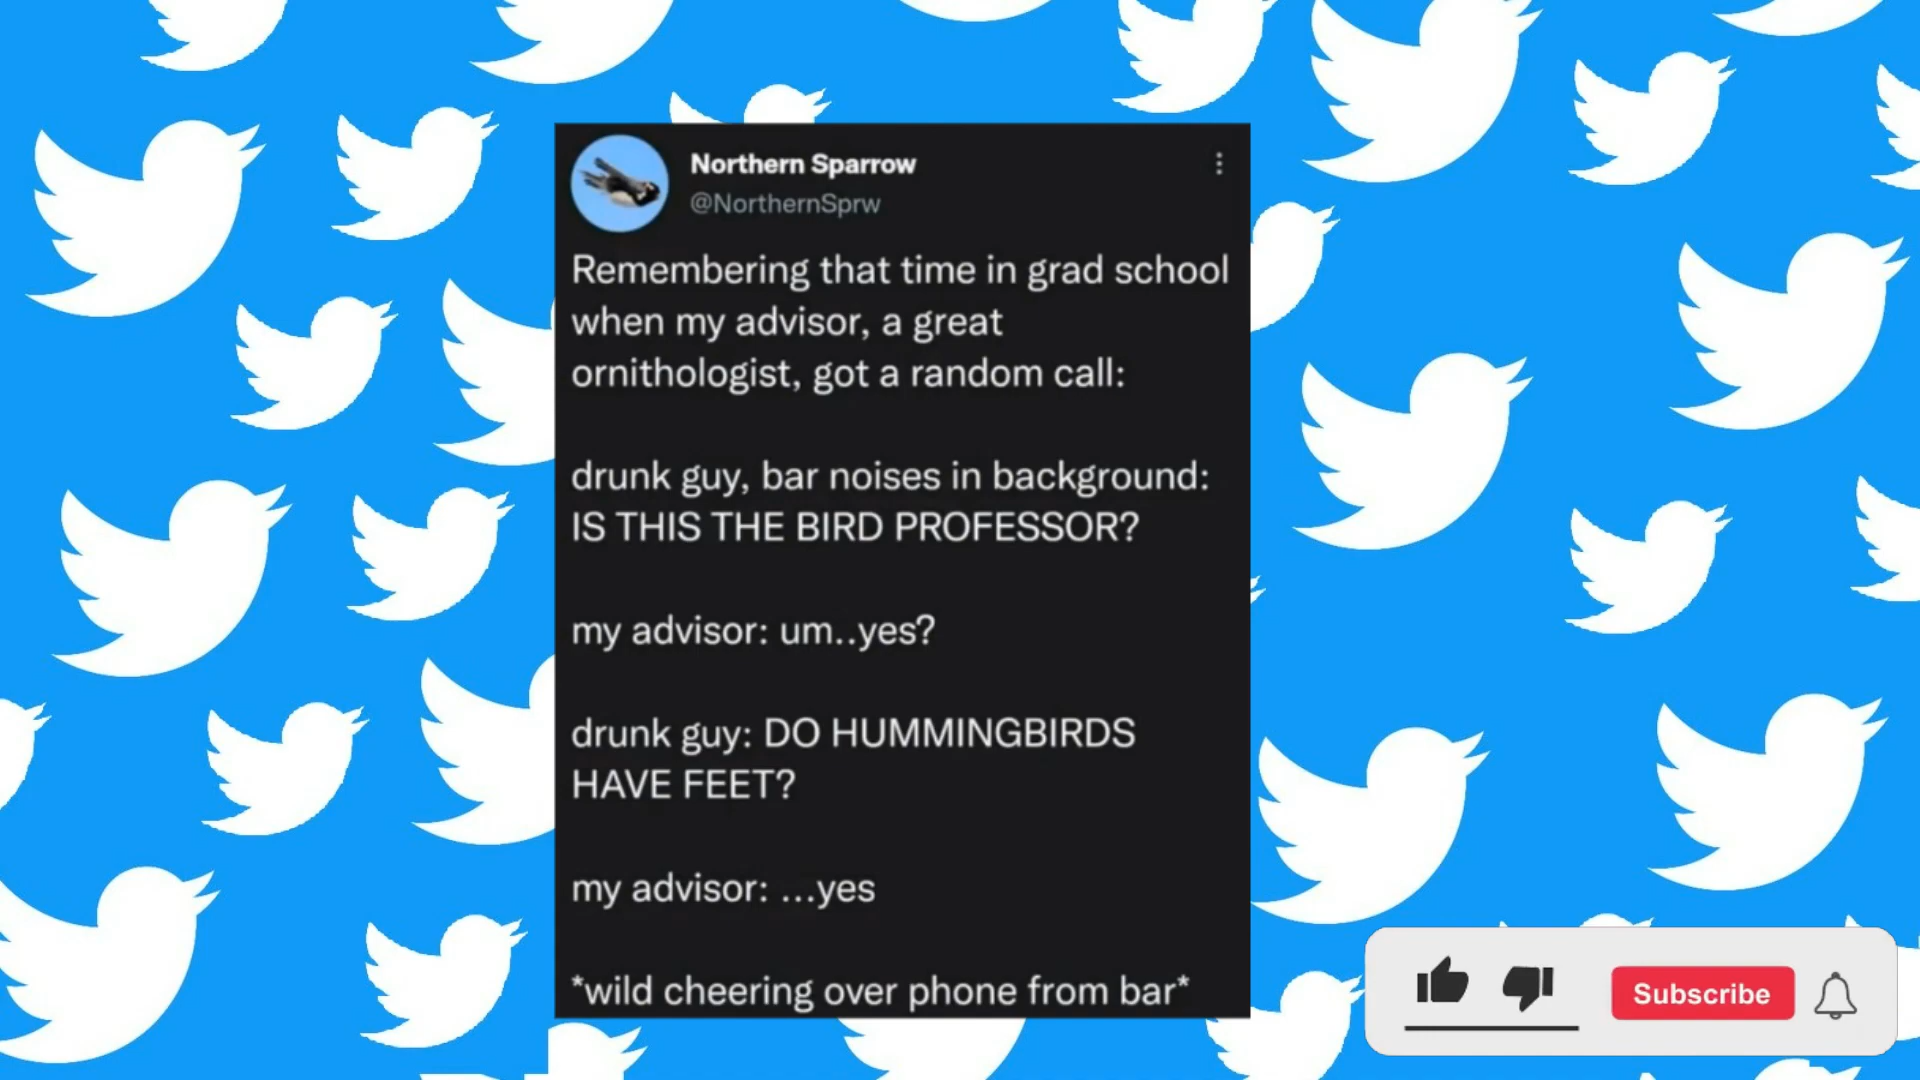 Northern Sparrow
@NorthernSprw
Remembering that time in grad school
when my advisor, a great
ornithologist, got a random call:
drunk guy, bar noises in background:
IS THIS THE BIRD PROFESSOR?
my advisor: um..yes?
drunk guy: DO HUMMINGBIRDS
HAVE FEET?
my advisor: ...yes
*wild cheering over phone from bar*
Subscribe